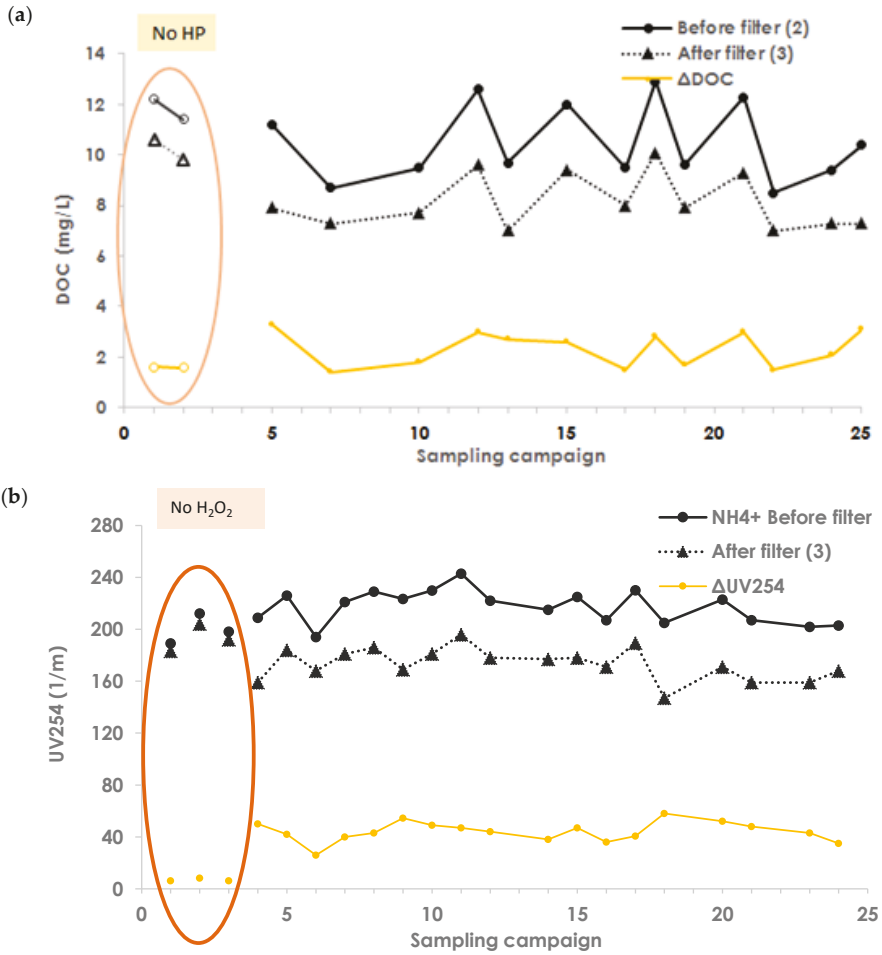 (a)
No HP
Before filter (2)
After filter (3)
ΔDOC
14
12
10
8
6
4
2
0
DOC (mg/L)
0 5 10 15 20 25
Sampling campaign
(b)
No H₂O₂
NH4+ Before filter
After filter (3)
ΔUV254
280
240
200
160
120
80
40
0
UV254 (1/m)
0 5 10 15 20 25
Sampling campaign